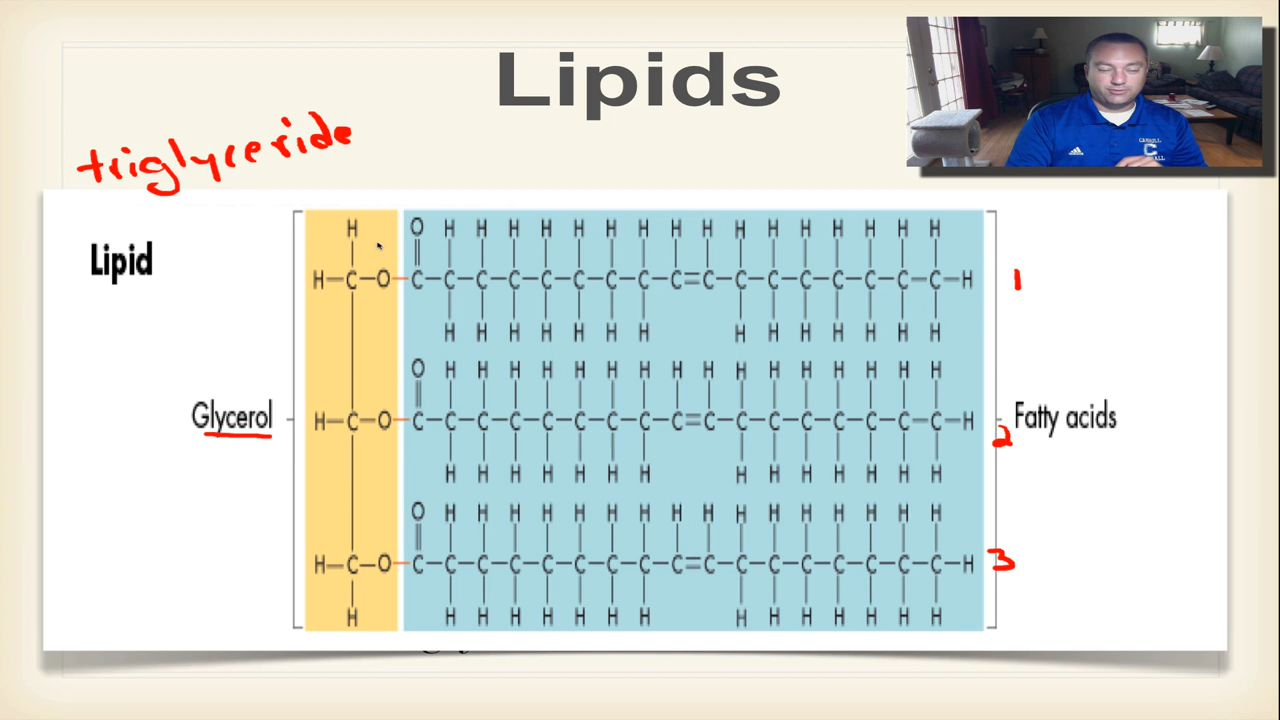 Lipids
triglyceride
Lipid
H O H H H H H H H H H H H H H H H H
H–C–O–C–C–C–C–C–C–C–C–C=C–C–C–C–C–C–C–C–H 1
H H H H H H H H H H H H H H
O H H H H H H H H H H H H H H H H
Glycerol H–C–O–C–C–C–C–C–C–C–C–C=C–C–C–C–C–C–C–C–H Fatty acids
2
H H H H H H H H H H H H H H
O H H H H H H H H H H H H H H H H
H–C–O–C–C–C–C–C–C–C–C–C=C–C–C–C–C–C–C–C–H 3
H H H H H H H H H H H H H H H